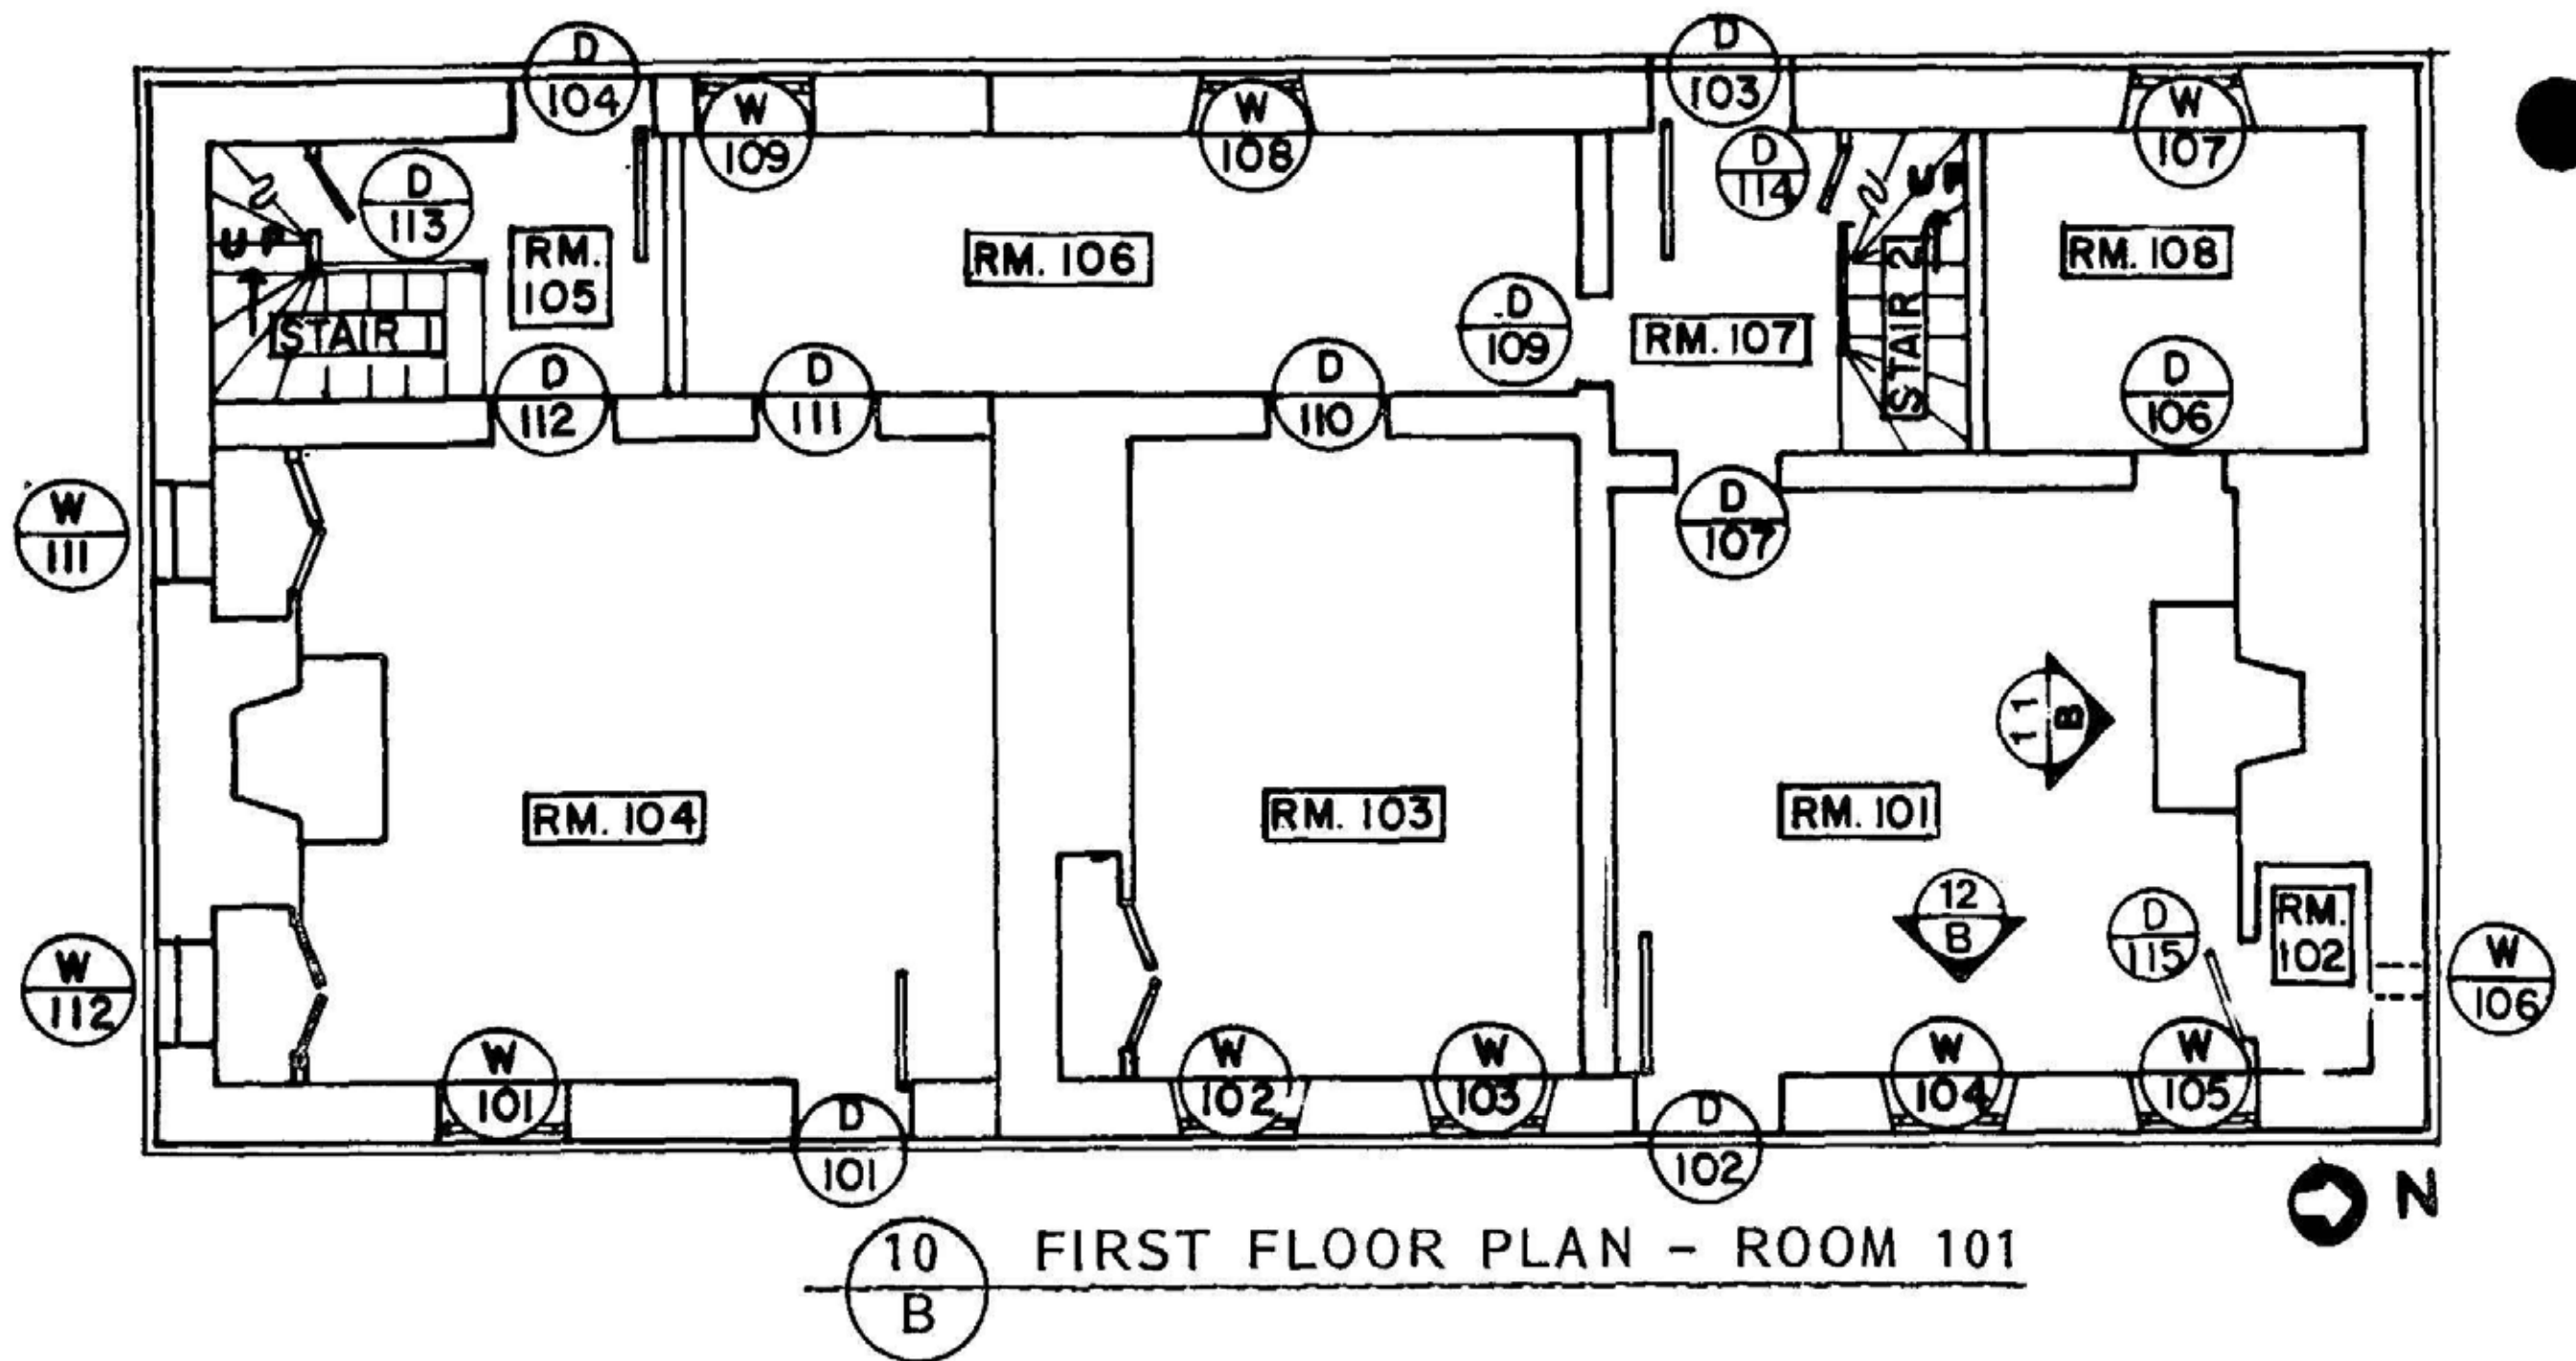 D
104
D
103
W
109
W
108
D
114
W
107
D
113
UP
UP
RM.
105
RM. 106
RM. 108
STAIR 1
STAIR 2
D
109
RM. 107
D
112
D
111
D
110
D
106
W
111
D
107
11
B
RM. 104
RM. 103
RM. 101
12
B
D
115
RM.
102
W
112
W
106
W
101
W
102
W
103
W
104
W
105
D
101
D
102
N
10
B
FIRST FLOOR PLAN - ROOM 101